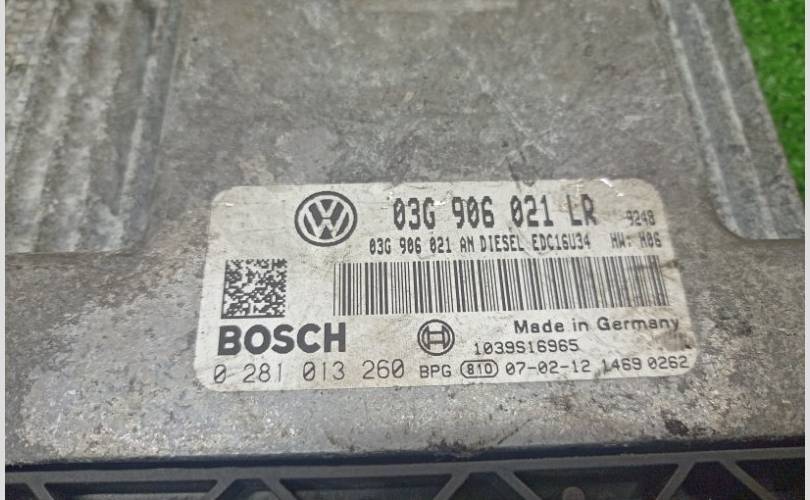 03G 906 021 LR 9248
03G 906 021 AN DIESEL EDC16U34 HW: H06
BOSCH
Made in Germany
1039S16965
0 281 013 260 BPG 810 07-02-12 1469 0262